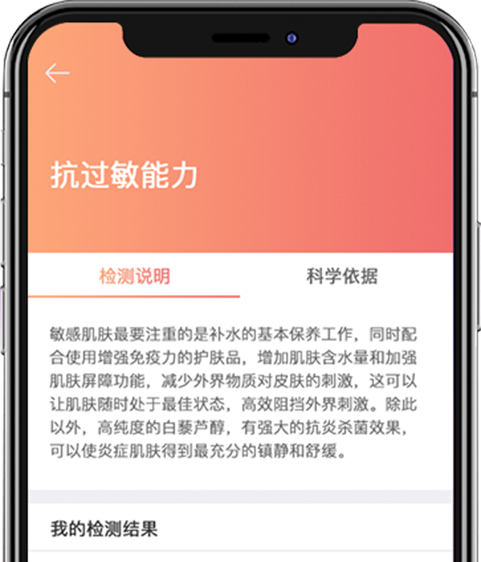 抗过敏能力
检测说明 科学依据
敏感肌肤最要注重的是补水的基本保养工作，同时配
合使用增强免疫力的护肤品，增加肌肤含水量和加强
肌肤屏障功能，减少外界物质对皮肤的刺激，这可以
让肌肤随时处于最佳状态，高效阻挡外界刺激。除此
以外，高纯度的白藜芦醇，有强大的抗炎杀菌效果，
可以使炎症肌肤得到最充分的镇静和舒缓。
我的检测结果